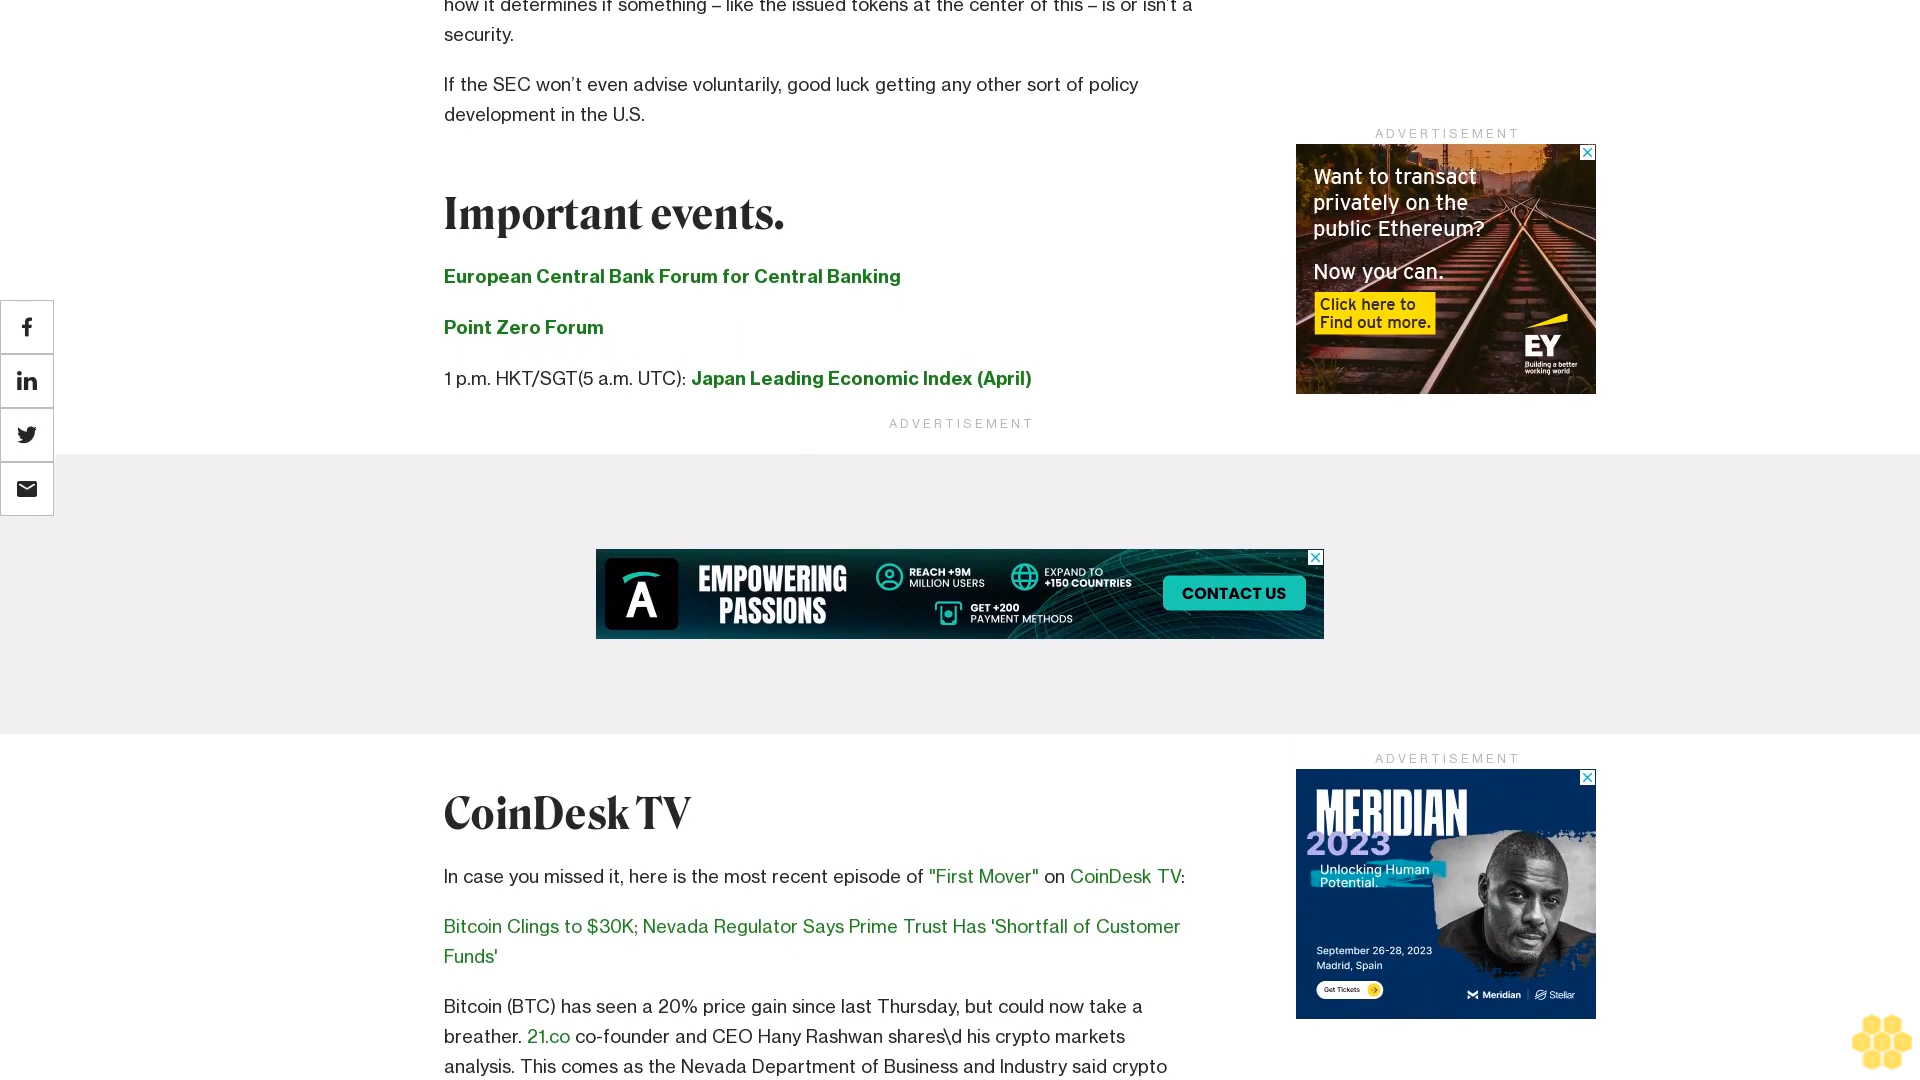 how it determines if something – like the issued tokens at the center of this – is or isn't a
security.
If the SEC won't even advise voluntarily, good luck getting any other sort of policy
development in the U.S.
Important events.
European Central Bank Forum for Central Banking
Point Zero Forum
1 p.m. HKT/SGT(5 a.m. UTC): Japan Leading Economic Index (April)
ADVERTISEMENT
Want to transact
privately on the
public Ethereum?
Now you can.
Click here to
Find out more.
EY
Building a better
working world
ADVERTISEMENT
A
EMPOWERING
PASSIONS
REACH +9M
MILLION USERS
EXPAND TO
+150 COUNTRIES
GET +200
PAYMENT METHODS
CONTACT US
CoinDesk TV
In case you missed it, here is the most recent episode of "First Mover" on CoinDesk TV:
Bitcoin Clings to $30K; Nevada Regulator Says Prime Trust Has 'Shortfall of Customer
Funds'
Bitcoin (BTC) has seen a 20% price gain since last Thursday, but could now take a
breather. 21.co co-founder and CEO Hany Rashwan shares\d his crypto markets
analysis. This comes as the Nevada Department of Business and Industry said crypto
ADVERTISEMENT
MERIDIAN
2023
Unlocking Human
Potential.
September 26-28, 2023
Madrid, Spain
Get Tickets
Meridian | Stellar